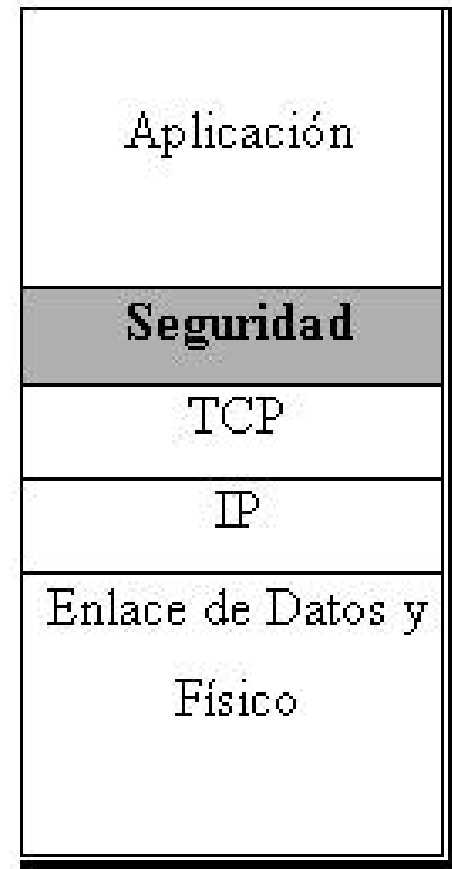 Aplicación
Seguridad
TCP
IP
Enlace de Datos y
Físico